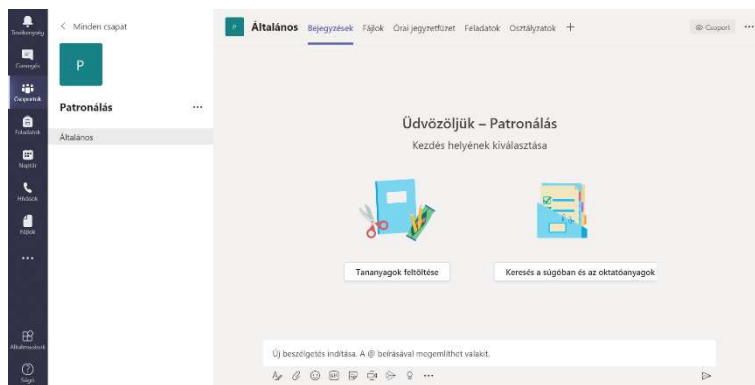 Tevékenység
Csevegés
Csoportok
Feladatok
Naptár
Hívások
Fájlok
Alkalmazások
Súgó
< Minden csapat
P
Patronálás
Általános
P Általános Bejegyzések Fájlok Órai jegyzetfüzet Feladatok Osztályzatok + Csoport
Üdvözöljük – Patronálás
Kezdés helyének kiválasztása
Tananyagok feltöltése Keresés a súgóban és az oktatóanyagok
Új beszélgetés indítása. A @ beírásával megemlíthet valakit.